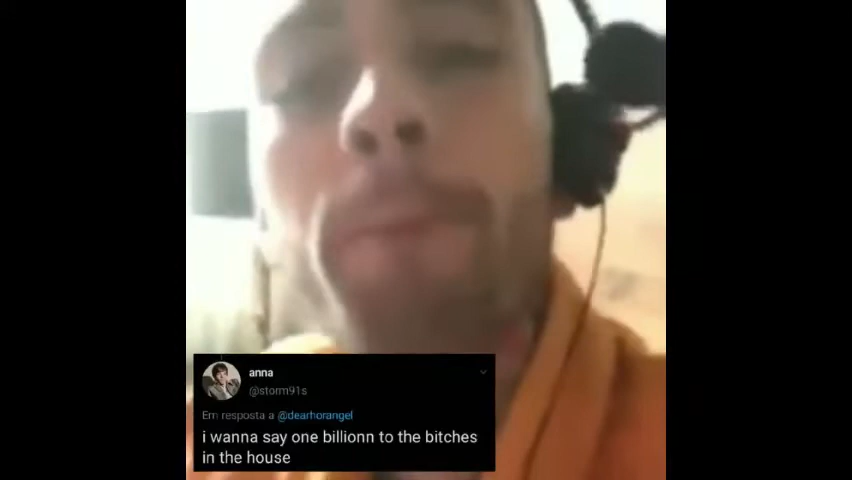 anna
@storm91s
Em resposta a @dearhorangel
i wanna say one billionn to the bitches
in the house